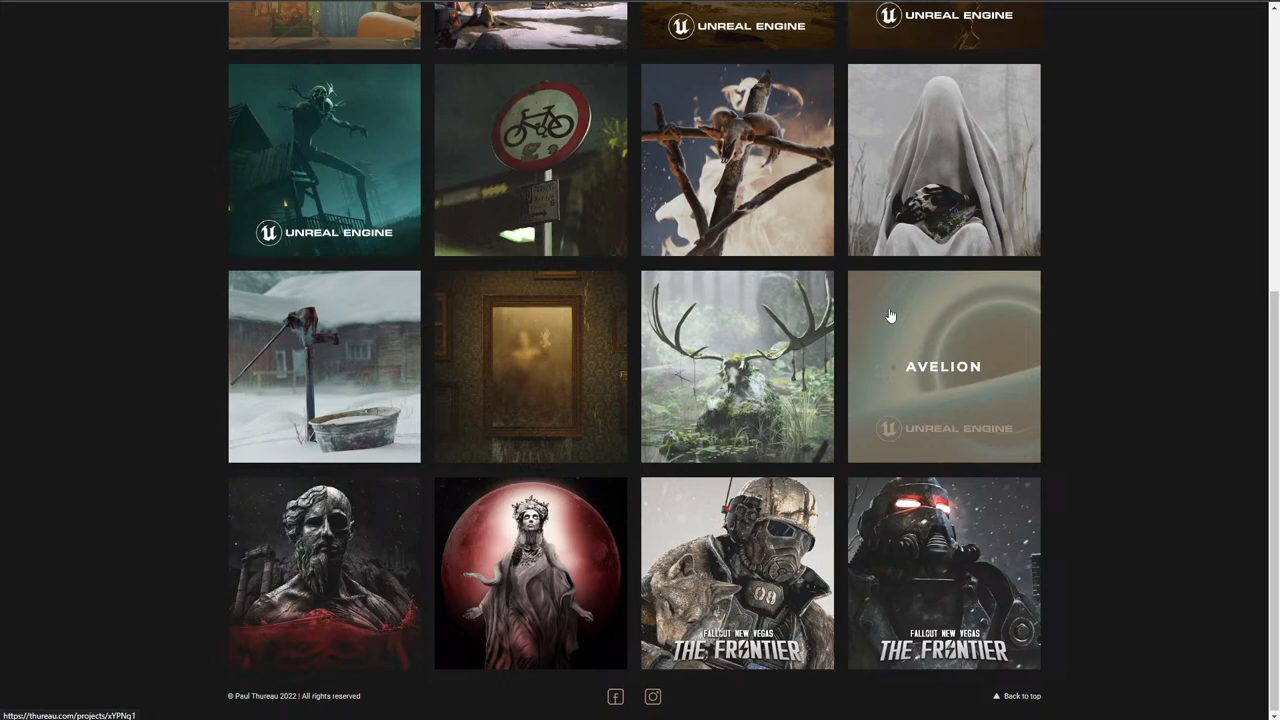 UNREAL ENGINE
UNREAL ENGINE
UNREAL ENGINE
AVELION
UNREAL ENGINE
09
FALLOUT NEW VEGAS
THE FRONTIER
FALLOUT NEW VEGAS
THE FRONTIER
© Paul Thureau 2022 | All rights reserved
Back to top
https://thureau.com/projects/xYPNq1